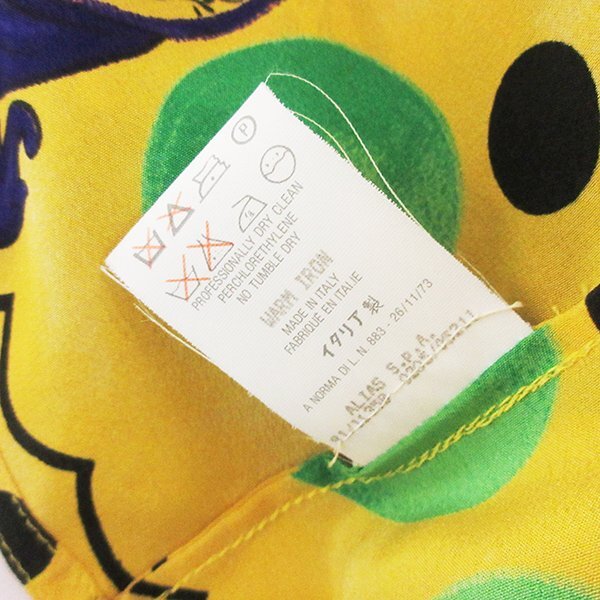 P
PROFESSIONALLY DRY CLEAN
PERCHLORETHYLENE
NO TUMBLE DRY
WARM IRON
MADE IN ITALY
FABRIQUE EN ITALIE
イタリア製
A NORMA DI L. N. 883 - 26/11/73
ALIAS S.P.A.